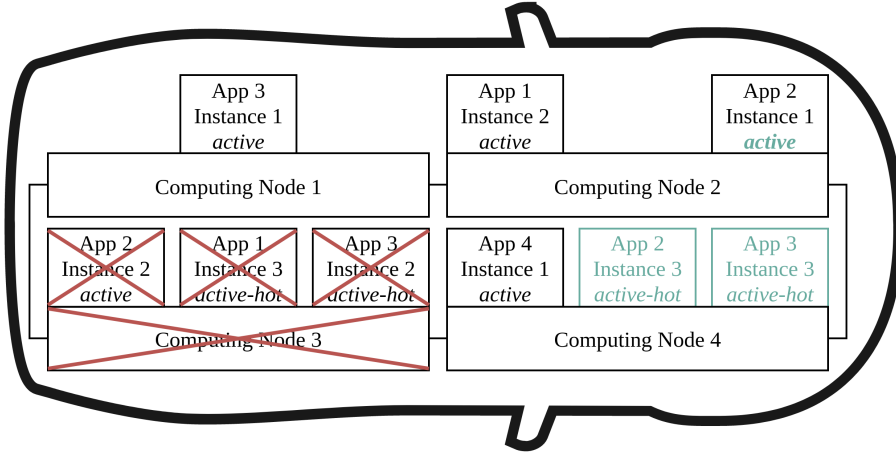 App 3
Instance 1
active
App 1
Instance 2
active
App 2
Instance 1
active
Computing Node 1
Computing Node 2
App 2
Instance 2
active
App 1
Instance 3
active-hot
App 3
Instance 2
active-hot
App 4
Instance 1
active
App 2
Instance 3
active-hot
App 3
Instance 3
active-hot
Computing Node 3
Computing Node 4